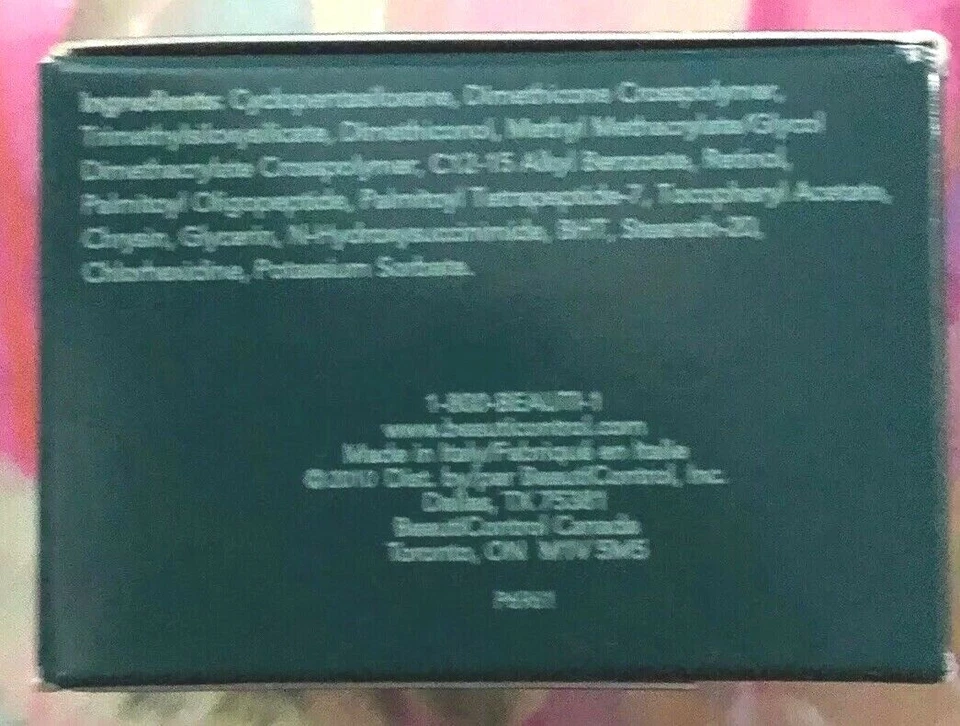 Ingredients: Cyclopentasiloxane, Dimethicone Crosspolymer,
Trimethylsiloxysilicate, Dimethiconol, Methyl Methacrylate/Glycol
Dimethacrylate Crosspolymer, C12-15 Alkyl Benzoate, Retinol,
Palmitoyl Oligopeptide, Palmitoyl Tetrapeptide-7, Tocopheryl Acetate,
Chrysin, Glycerin, N-Hydroxysuccinimide, BHT, Steareth-20,
Chlorhexidine, Potassium Sorbate.
1-800-BEAUTI-1
www.beauticontrol.com
Made in Italy/Fabriqué en Italie
Dist. by/par BeautiControl, Inc.
Dallas, TX 75381
BeautiControl Canada
Toronto, ON